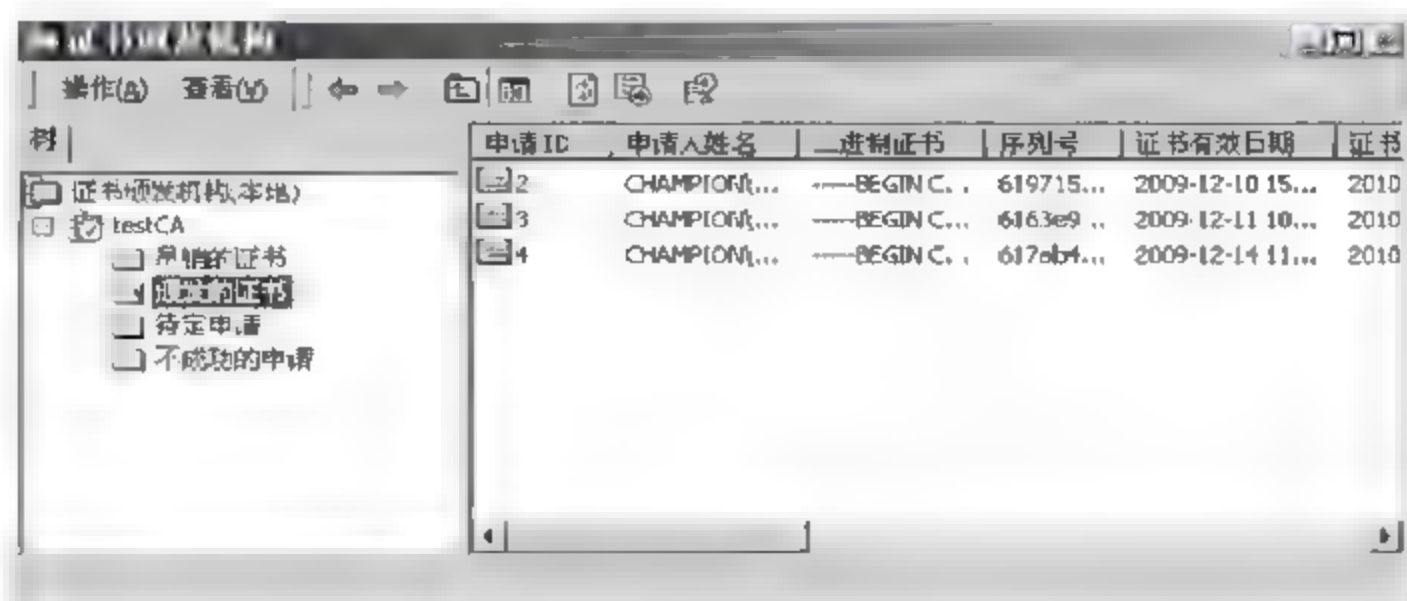 证书颁发机构
操作(A) 查看(V)
树
申请 ID 申请人姓名 二进制证书 序列号 证书有效日期 证书
证书颁发机构(本地)
testCA
吊销的证书
颁发的证书
待定申请
不成功的申请
2 CHAMPION\... -----BEGIN C... 619715... 2009-12-10 15... 2010
3 CHAMPION\... -----BEGIN C... 6163e9... 2009-12-11 10... 2010
4 CHAMPION\... -----BEGIN C... 2009-12-14 11... 2010